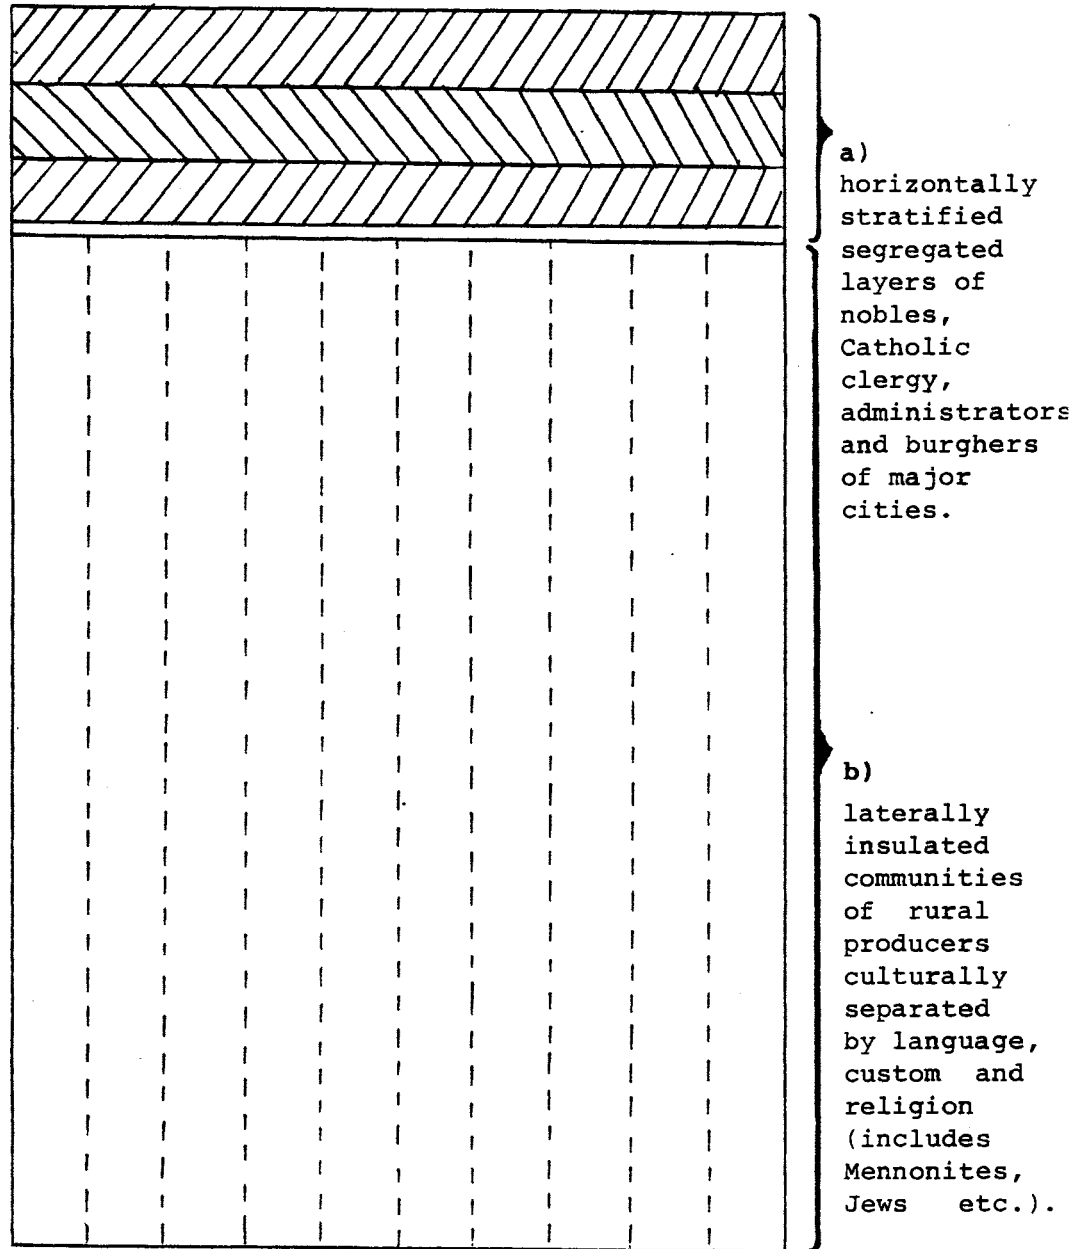 a)
horizontally
stratified
segregated
layers of
nobles,
Catholic
clergy,
administrators
and burghers
of major
cities.
b)
laterally
insulated
communities
of rural
producers
culturally
separated
by language,
custom and
religion
(includes
Mennonites,
Jews etc.).